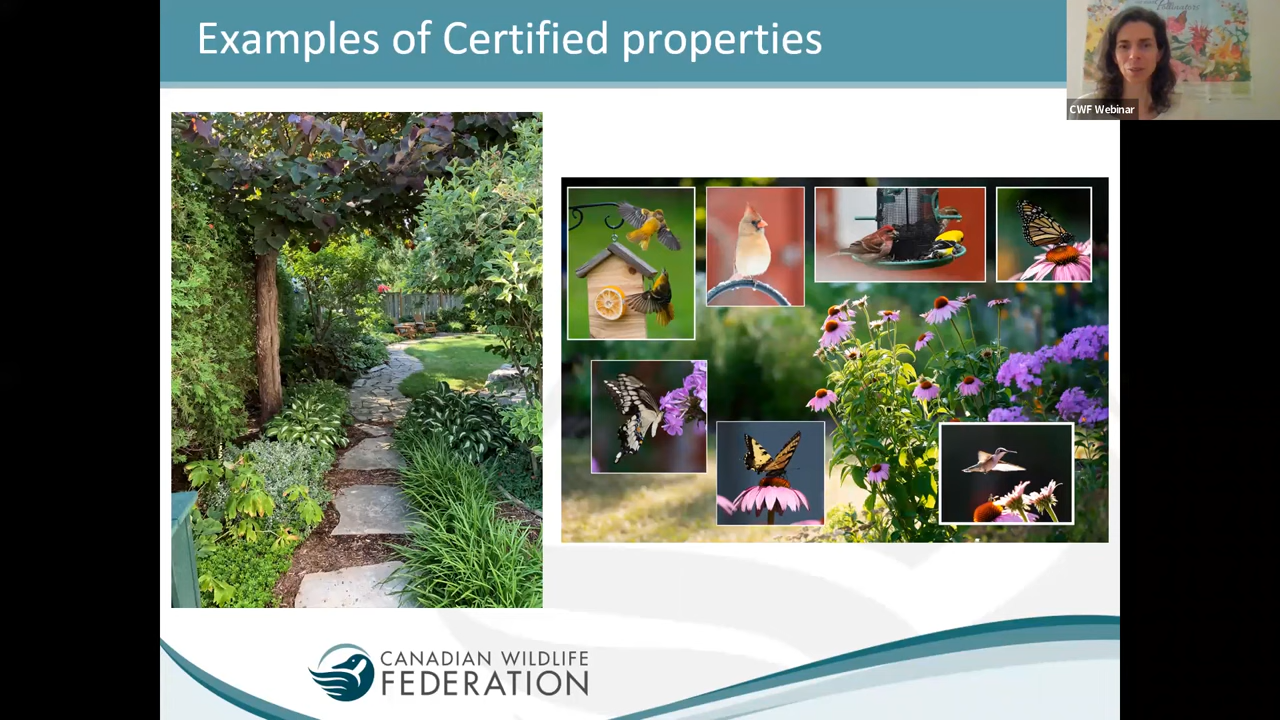 Examples of Certified properties
CWF Webinar
CANADIAN WILDLIFE
FEDERATION